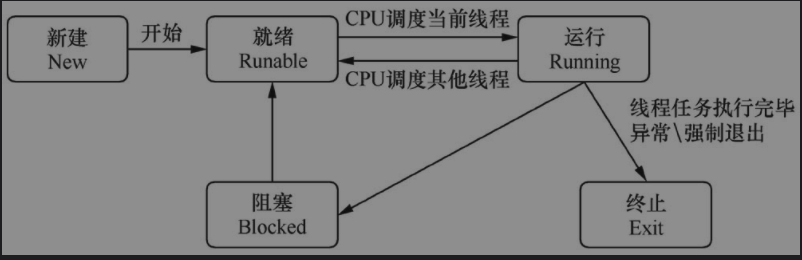 新建
New
开始
就绪
Runable
CPU调度当前线程
CPU调度其他线程
运行
Running
线程任务执行完毕
异常\强制退出
阻塞
Blocked
终止
Exit